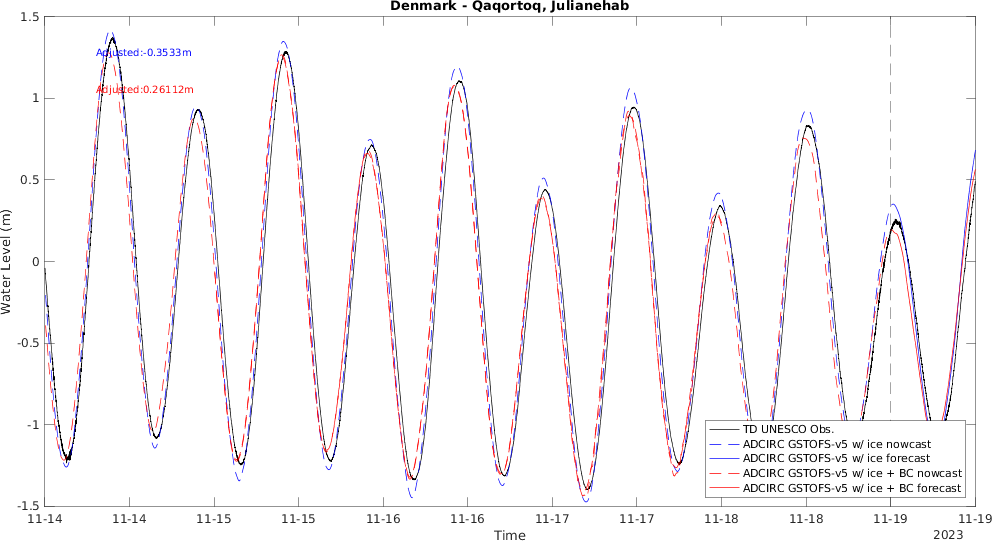 Denmark - Qaqortoq, Julianehab
Adjusted:-0.3533m
Adjusted:0.26112m
Water Level (m)
1.5
1
0.5
0
-0.5
-1
-1.5
TD UNESCO Obs.
ADCIRC GSTOFS-v5 w/ ice nowcast
ADCIRC GSTOFS-v5 w/ ice forecast
ADCIRC GSTOFS-v5 w/ ice + BC nowcast
ADCIRC GSTOFS-v5 w/ ice + BC forecast
11-14 11-14 11-15 11-15 11-16 11-16 11-17 11-17 11-18 11-18 11-19 11-19
Time
2023